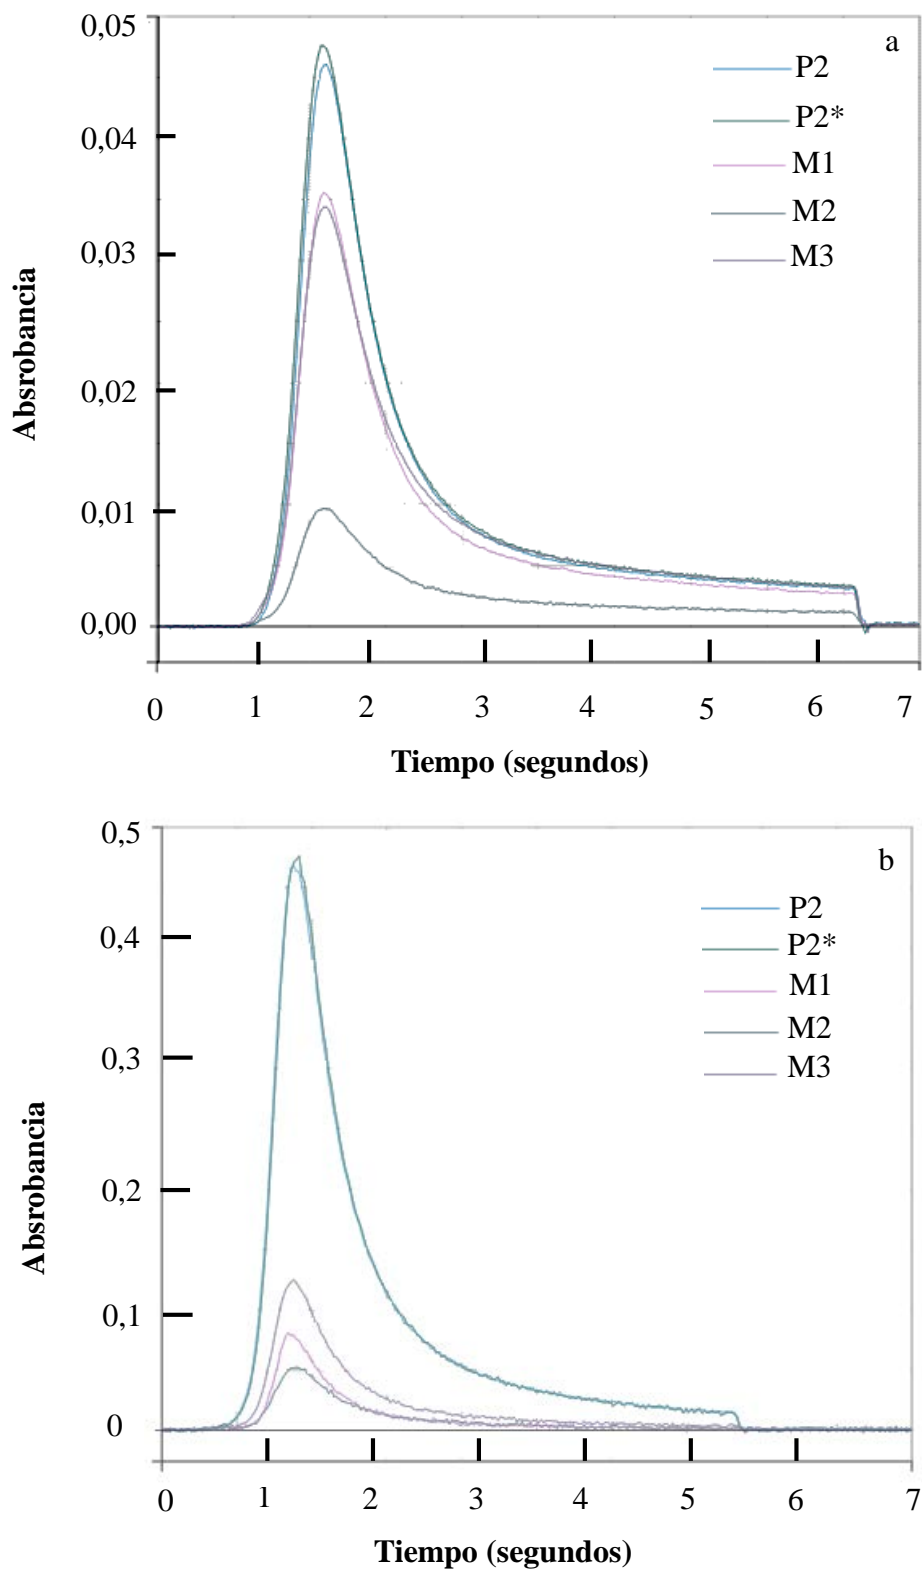 a
0,05
0,04
0,03
0,02
0,01
0,00
Absrobancia
P2
P2*
M1
M2
M3
0 1 2 3 4 5 6 7
Tiempo (segundos)
b
0,5
0,4
0,3
0,2
0,1
0
Absrobancia
P2
P2*
M1
M2
M3
0 1 2 3 4 5 6 7
Tiempo (segundos)